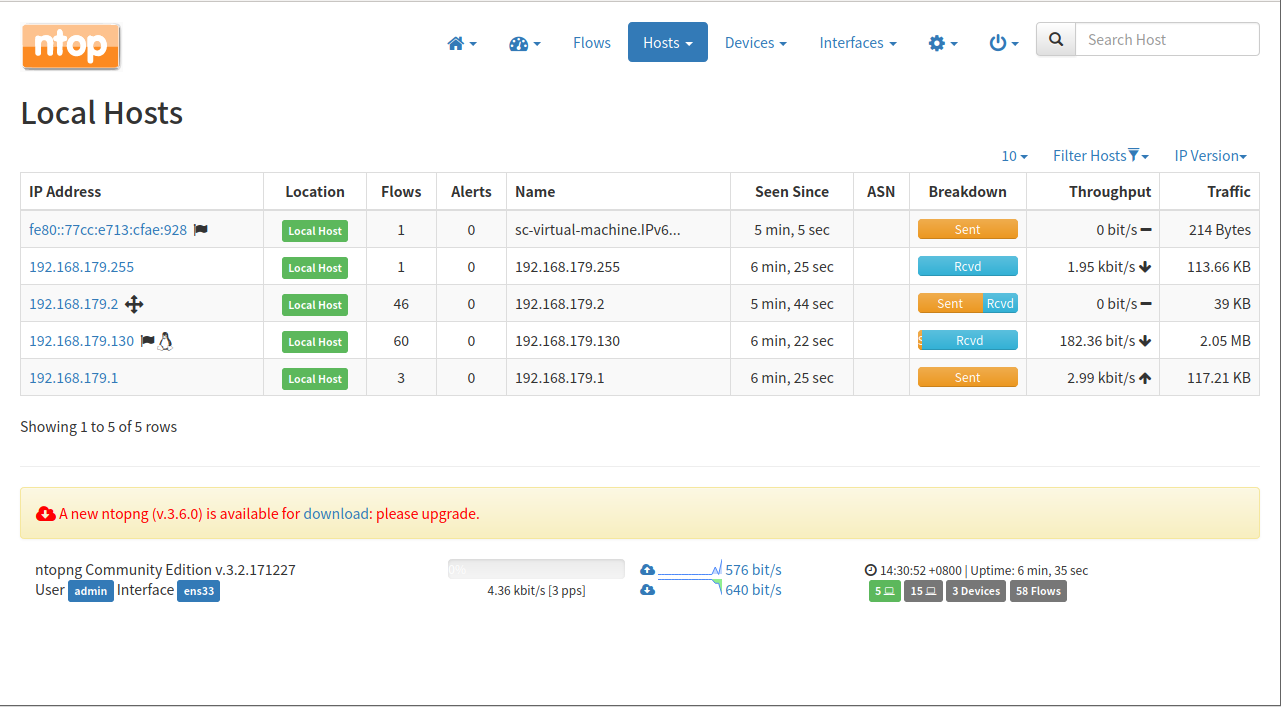 ntop
Flows Hosts Devices Interfaces Search Host
Local Hosts
10 Filter Hosts IP Version
IP Address Location Flows Alerts Name Seen Since ASN Breakdown Throughput Traffic
fe80::77cc:e713:cfae:928 Local Host 1 0 sc-virtual-machine.IPv6... 5 min, 5 sec Sent 0 bit/s 214 Bytes
192.168.179.255 Local Host 1 0 192.168.179.255 6 min, 25 sec Rcvd 1.95 kbit/s 113.66 KB
192.168.179.2 Local Host 46 0 192.168.179.2 5 min, 44 sec Sent Rcvd 0 bit/s 39 KB
192.168.179.130 Local Host 60 0 192.168.179.130 6 min, 22 sec Rcvd 182.36 kbit/s 2.05 MB
192.168.179.1 Local Host 3 0 192.168.179.1 6 min, 25 sec Sent 2.99 kbit/s 117.21 KB
Showing 1 to 5 of 5 rows
A new ntopng (v.3.6.0) is available for download: please upgrade.
ntopng Community Edition v.3.2.171227 0% 576 bit/s 14:30:52 +0800 | Uptime: 6 min, 35 sec
User admin Interface ens33 4.36 kbit/s [3 pps] 640 bit/s 5 15 3 Devices 58 Flows